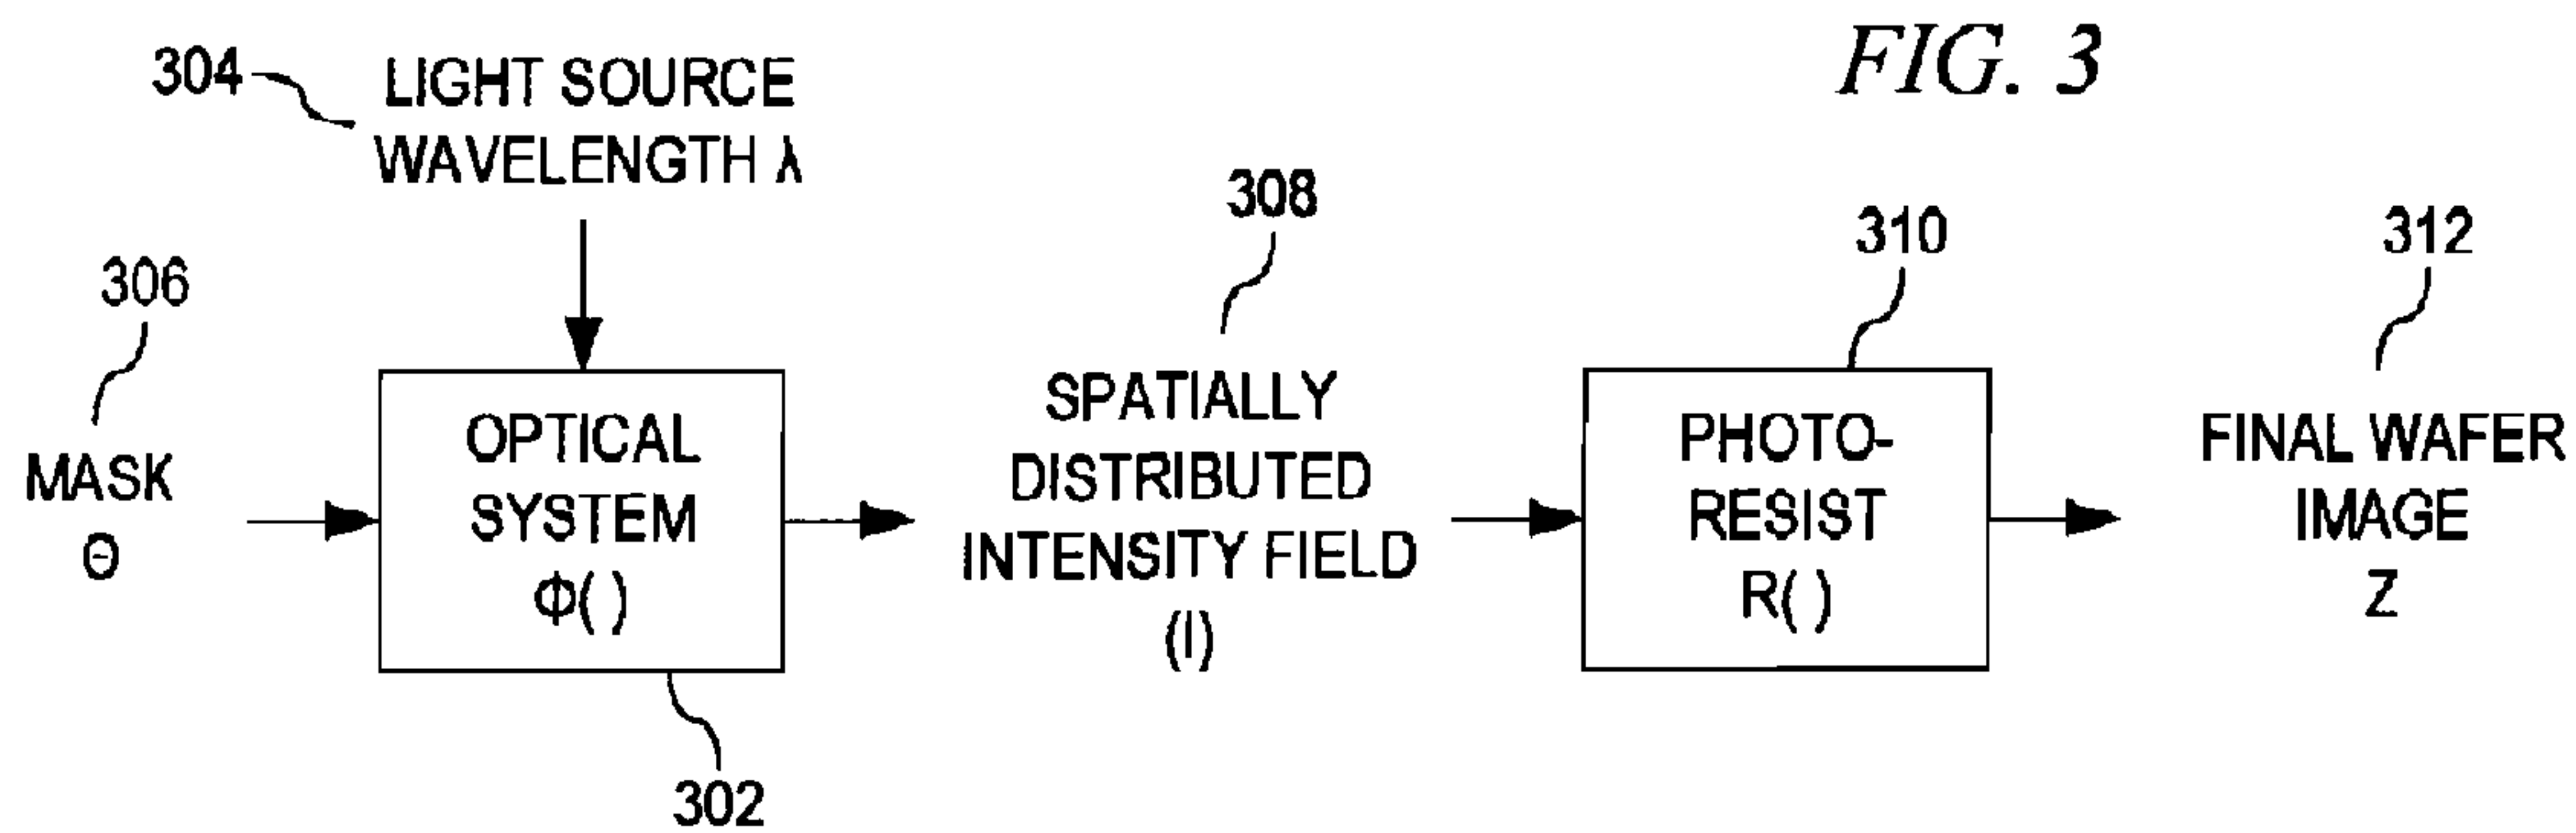 FIG. 3
304
LIGHT SOURCE
WAVELENGTH λ
306
MASK
Θ
OPTICAL
SYSTEM
Φ( )
302
308
SPATIALLY
DISTRIBUTED
INTENSITY FIELD
(I)
310
PHOTO-
RESIST
R( )
312
FINAL WAFER
IMAGE
Z